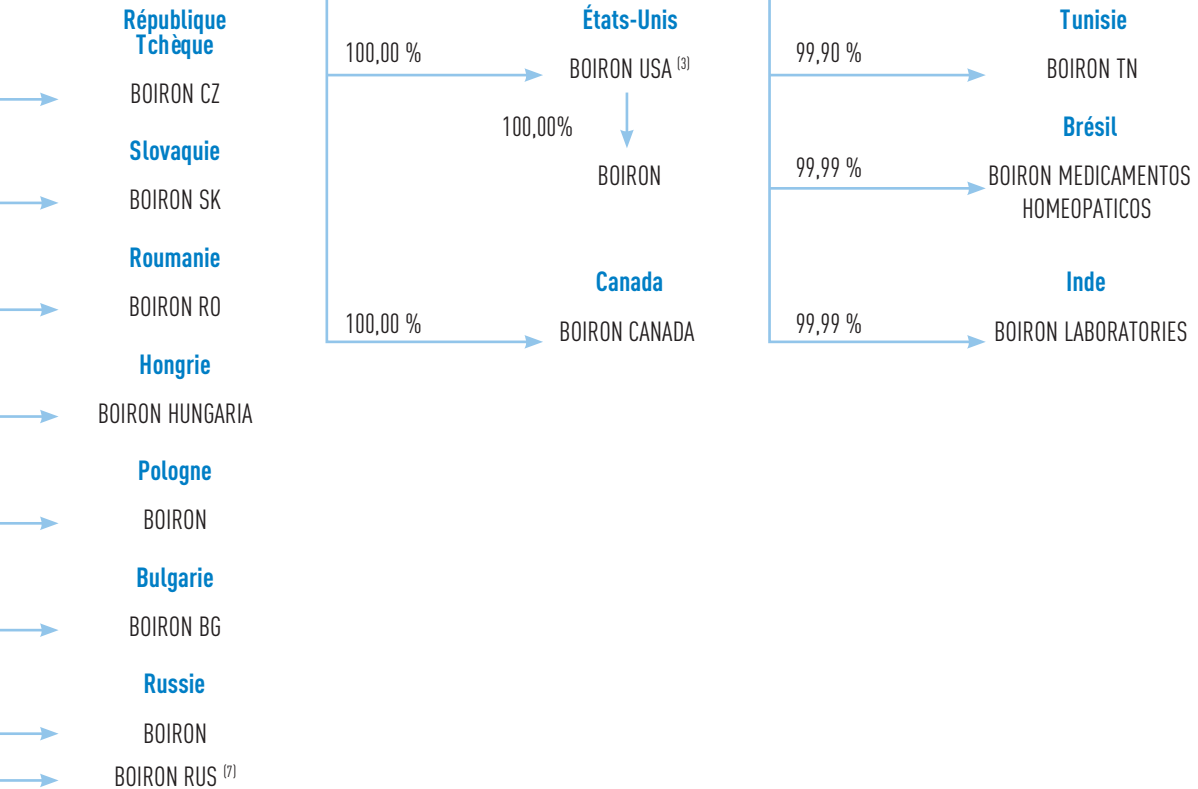 République
Tchèque
BOIRON CZ
Slovaquie
BOIRON SK
Roumanie
BOIRON RO
Hongrie
BOIRON HUNGARIA
Pologne
BOIRON
Bulgarie
BOIRON BG
Russie
BOIRON
BOIRON RUS (7)
États-Unis
100,00 %
BOIRON USA (3)
100,00%
BOIRON
Canada
100,00 %
BOIRON CANADA
Tunisie
99,90 %
BOIRON TN
Brésil
99,99 %
BOIRON MEDICAMENTOS
HOMEOPATICOS
Inde
99,99 %
BOIRON LABORATORIES